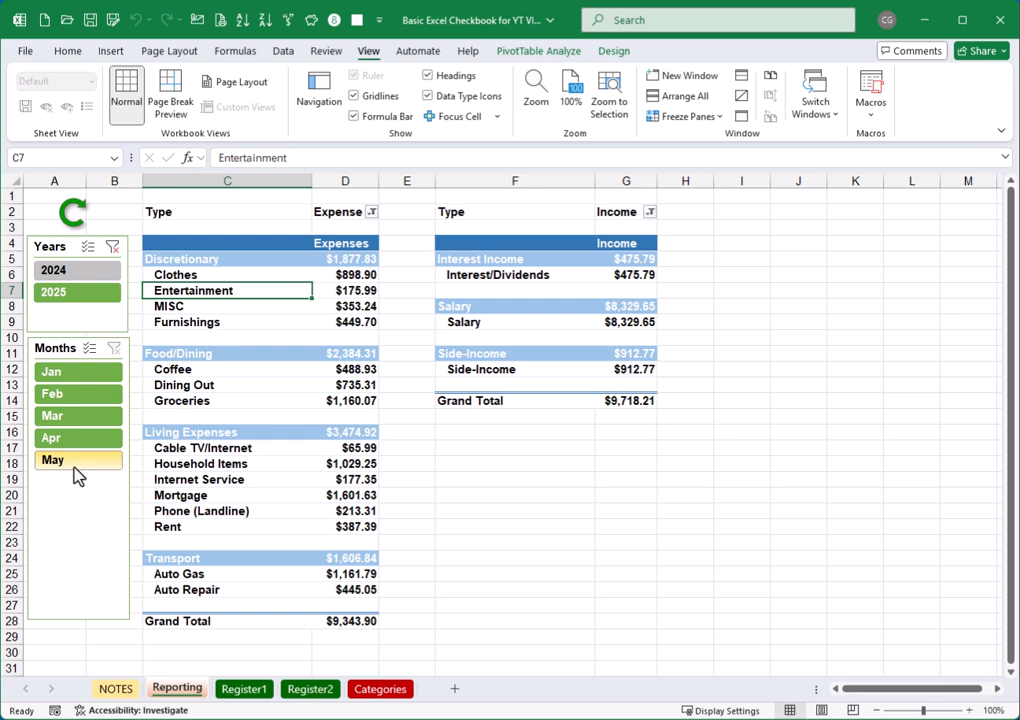 Basic Excel Checkbook for YT VI...
Search
CG
File Home Insert Page Layout Formulas Data Review View Automate Help PivotTable Analyze Design
Comments Share
Default
Normal
Page Break Preview
Page Layout
Custom Views
Navigation
Ruler
Gridlines
Formula Bar
Headings
Data Type Icons
Focus Cell
Zoom
100
100%
Zoom to Selection
New Window
Arrange All
Freeze Panes
Switch Windows
Macros
Sheet View Workbook Views Show Zoom Window Macros
C7 fx Entertainment
A B C D E F G H I J K L M
1
2 Type Expense Type Income
3
4 Years Expenses Income
5 2024 Discretionary $1,877.83 Interest Income $475.79
6 Clothes $898.90 Interest/Dividends $475.79
7 2025 Entertainment $175.99
8 MISC $353.24 Salary $8,329.65
9 Furnishings $449.70 Salary $8,329.65
10
11 Months Food/Dining $2,384.31 Side-Income $912.77
12 Jan Coffee $488.93 Side-Income $912.77
13 Feb Dining Out $735.31
14 Groceries $1,160.07 Grand Total $9,718.21
15 Mar
16 Apr Living Expenses $3,474.92
17 Cable TV/Internet $65.99
18 May Household Items $1,029.25
19 Internet Service $177.35
20 Mortgage $1,601.63
21 Phone (Landline) $213.31
22 Rent $387.39
23
24 Transport $1,606.84
25 Auto Gas $1,161.79
26 Auto Repair $445.05
27
28 Grand Total $9,343.90
29
30
31
NOTES Reporting Register1 Register2 Categories
Ready Accessibility: Investigate Display Settings 100%